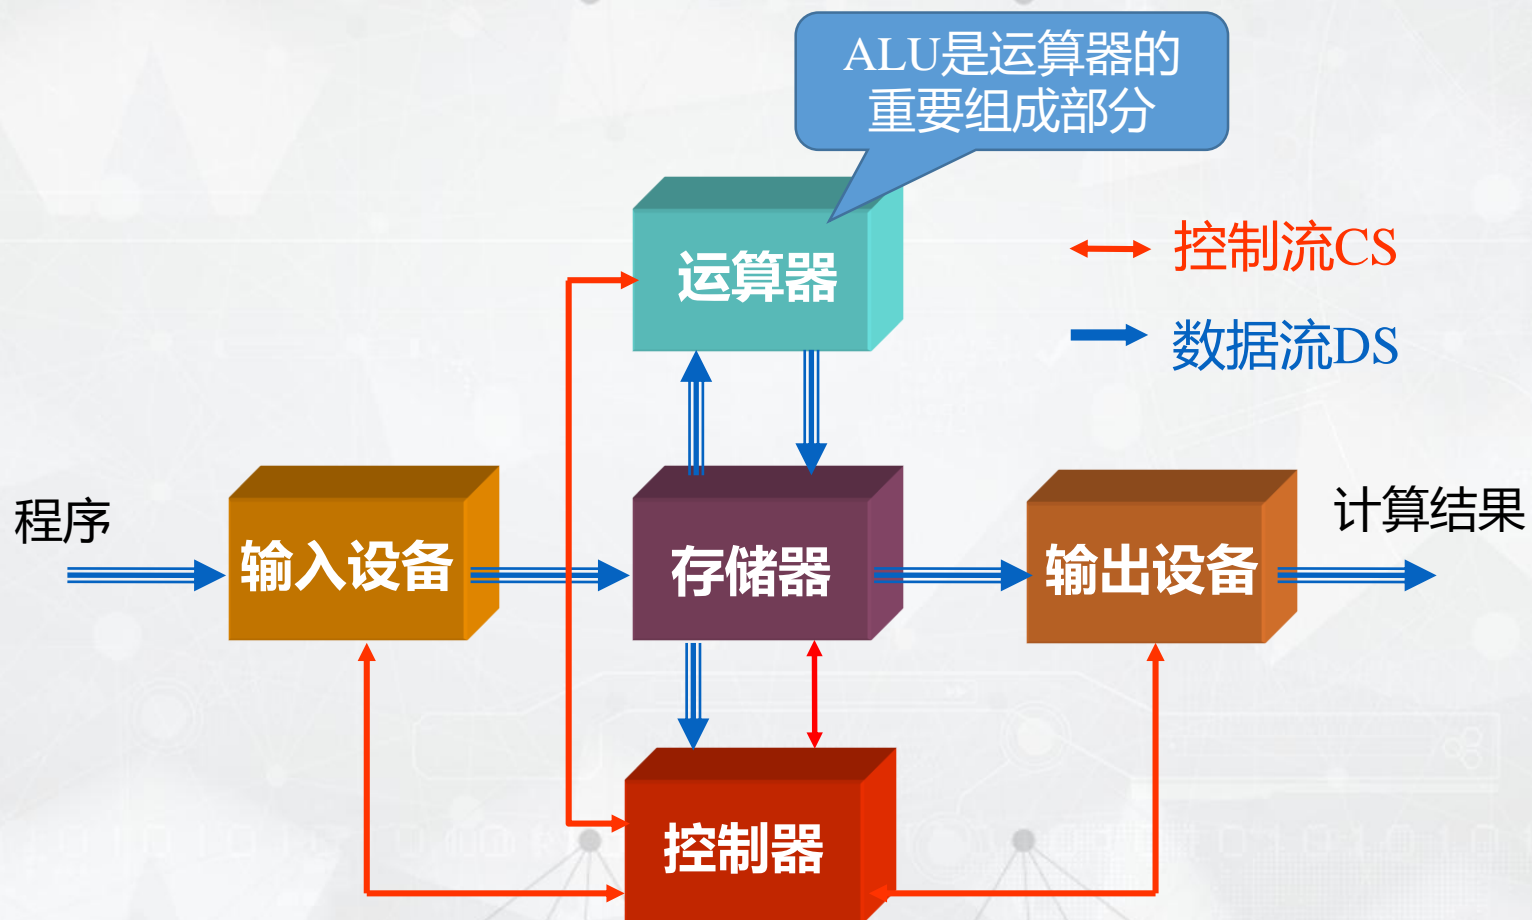 ALU是运算器的
重要组成部分
运算器
控制流CS
数据流DS
程序
输入设备
存储器
输出设备
计算结果
控制器